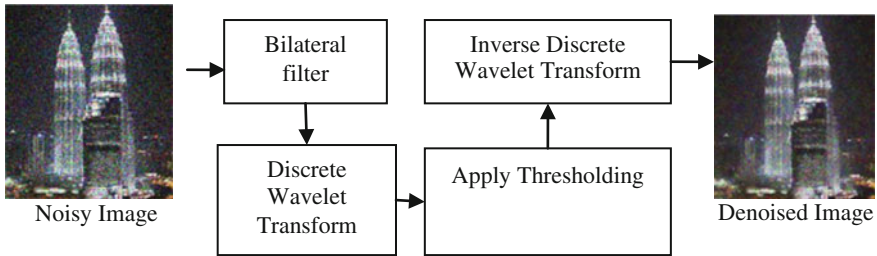 Noisy Image
Bilateral
filter
Discrete
Wavelet
Transform
Apply Thresholding
Inverse Discrete
Wavelet Transform
Denoised Image